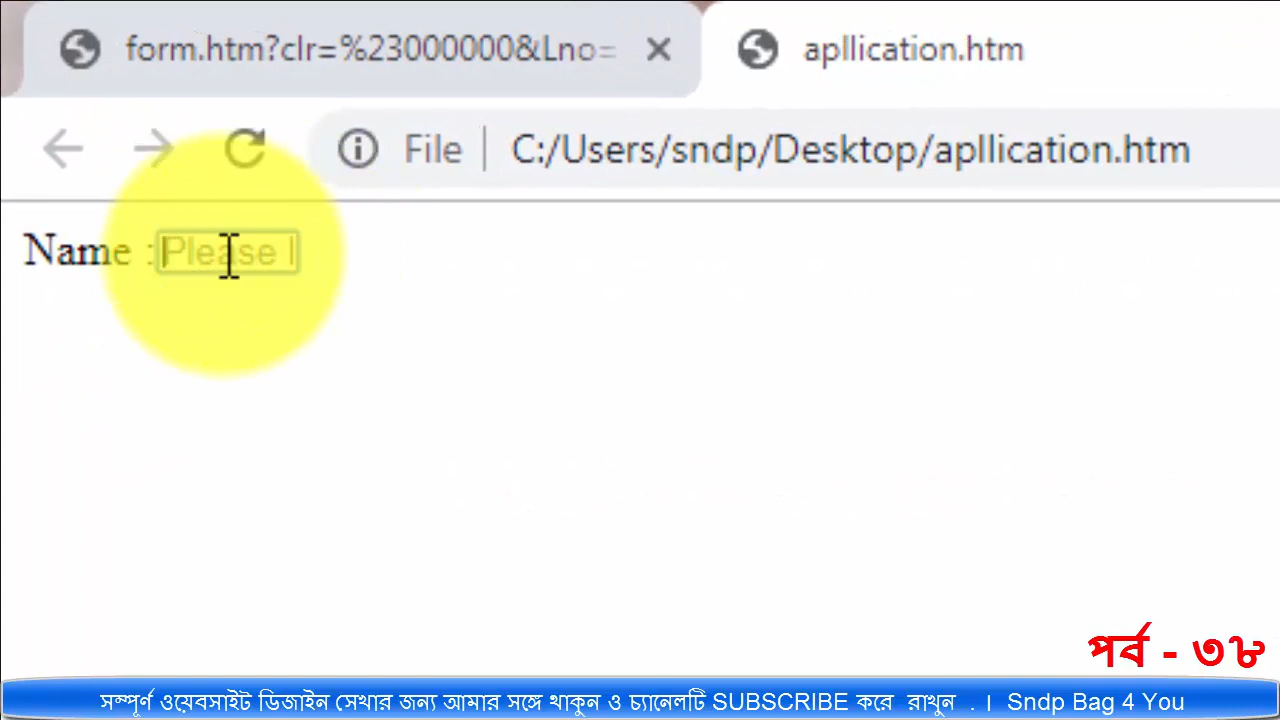 form.htm?clr=%23000000&Lno=
apllication.htm
File C:/Users/sndp/Desktop/apllication.htm
Name : Please I
পর্ব - ৩৮
সম্পূর্ণ ওয়েবসাইট ডিজাইন সেখার জন্য আমার সঙ্গে থাকুন ও চ্যানেলটি SUBSCRIBE করে রাখুন . । Sndp Bag 4 You